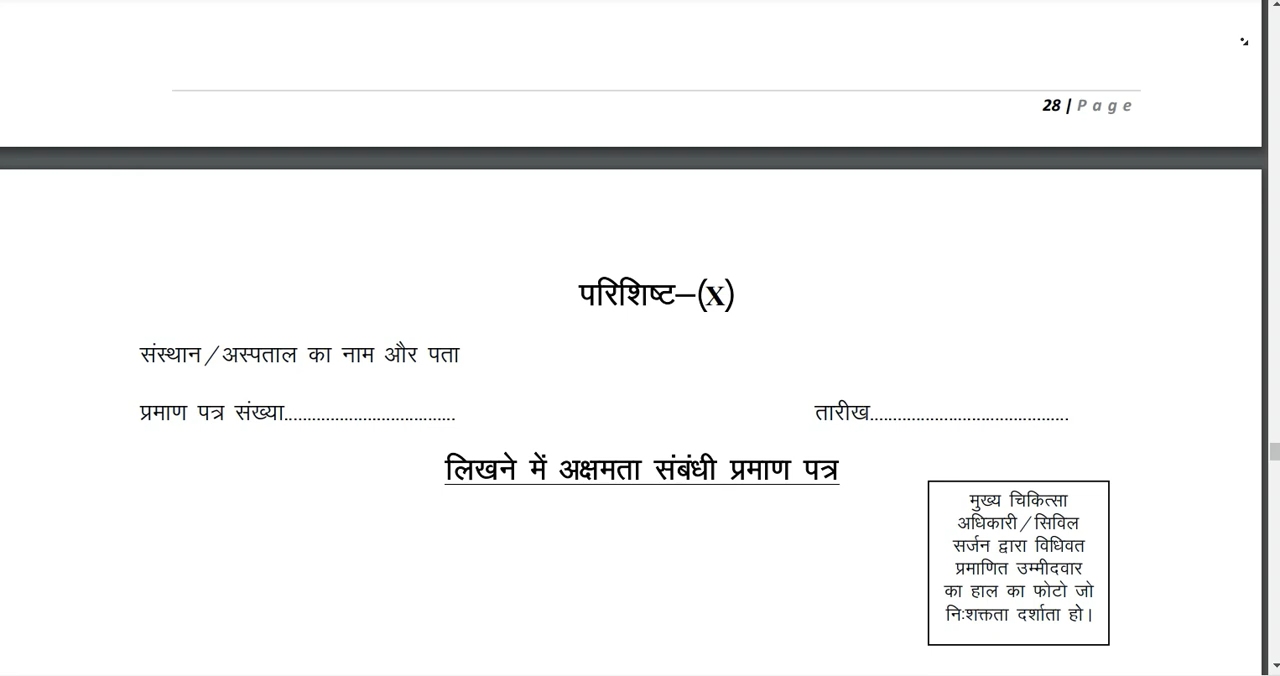 28 | P a g e
परिशिष्ट–(X)
संस्थान/अस्पताल का नाम और पता
प्रमाण पत्र संख्या..................................... तारीख...........................................
लिखने में अक्षमता संबंधी प्रमाण पत्र
मुख्य चिकित्सा
अधिकारी/सिविल
सर्जन द्वारा विधिवत
प्रमाणित उम्मीदवार
का हाल का फोटो जो
निःशक्तता दर्शाता हो।